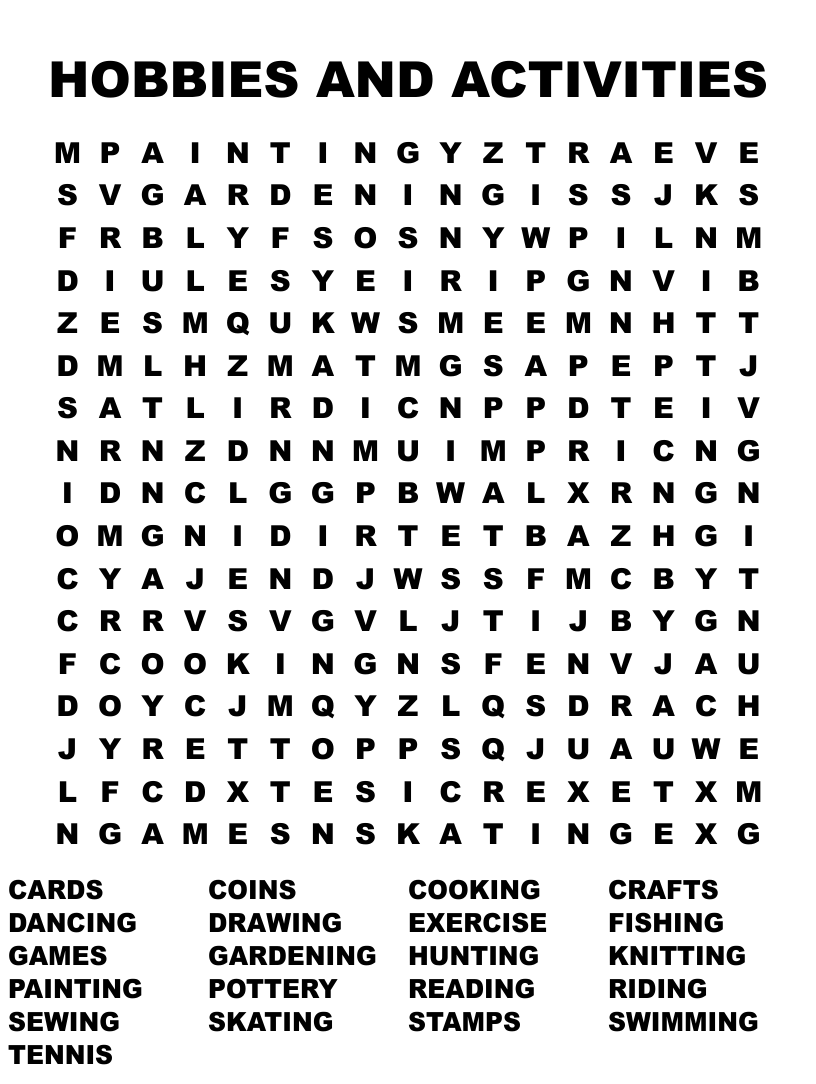 HOBBIES AND ACTIVITIES
M P A I N T I N G Y Z T R A E V E
S V G A R D E N I N G I S S J K S
F R B L Y F S O S N Y W P I L N M
D I U L E S Y E I R I P G N V I B
Z E S M Q U K W S M E E M N H T T
D M L H Z M A T M G S A P E P T J
S A T L I R D I C N P P D T E I V
N R N Z D N N M U I M P R I C N G
I D N C L G G P B W A L X R N G N
O M G N I D I R T E T B A Z H G I
C Y A J E N D J W S S F M C B Y T
C R R V S V G V L J T I J B Y G N
F C O O K I N G N S F E N V J A U
D O Y C J M Q Y Z L Q S D R A C H
J Y R E T T O P P S Q J U A U W E
L F C D X T E S I C R E X E T X M
N G A M E S N S K A T I N G E X G
CARDS COINS COOKING CRAFTS
DANCING DRAWING EXERCISE FISHING
GAMES GARDENING HUNTING KNITTING
PAINTING POTTERY READING RIDING
SEWING SKATING STAMPS SWIMMING
TENNIS